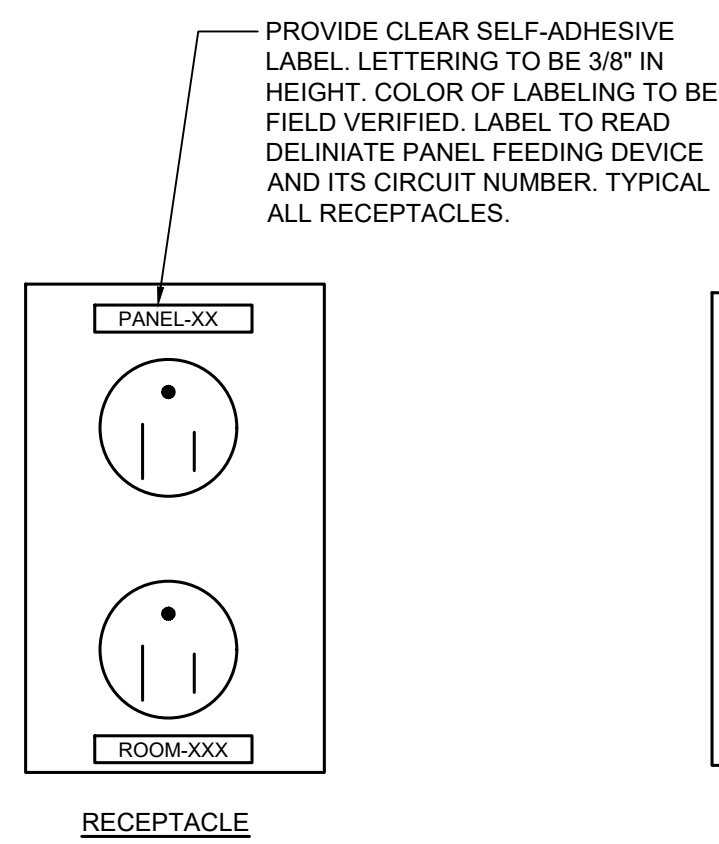 PROVIDE CLEAR SELF-ADHESIVE
LABEL. LETTERING TO BE 3/8" IN
HEIGHT. COLOR OF LABELING TO BE
FIELD VERIFIED. LABEL TO READ
DELINIATE PANEL FEEDING DEVICE
AND ITS CIRCUIT NUMBER. TYPICAL
ALL RECEPTACLES.
PANEL-XX
ROOM-XXX
RECEPTACLE